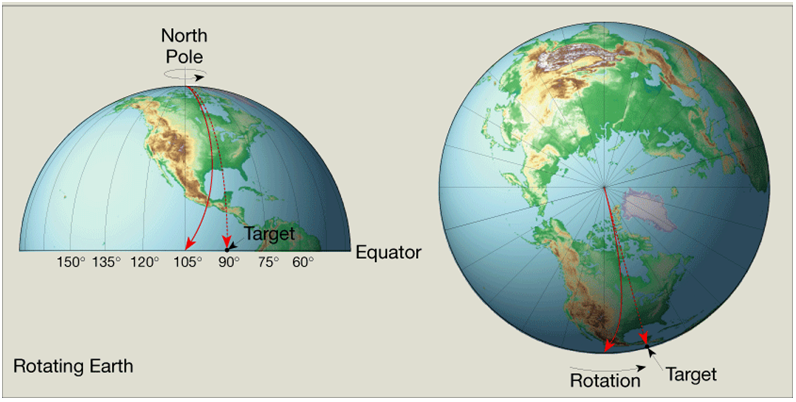 North
Pole
Target
Equator
150° 135° 120° 105° 90° 75° 60°
Rotating Earth
Rotation
Target